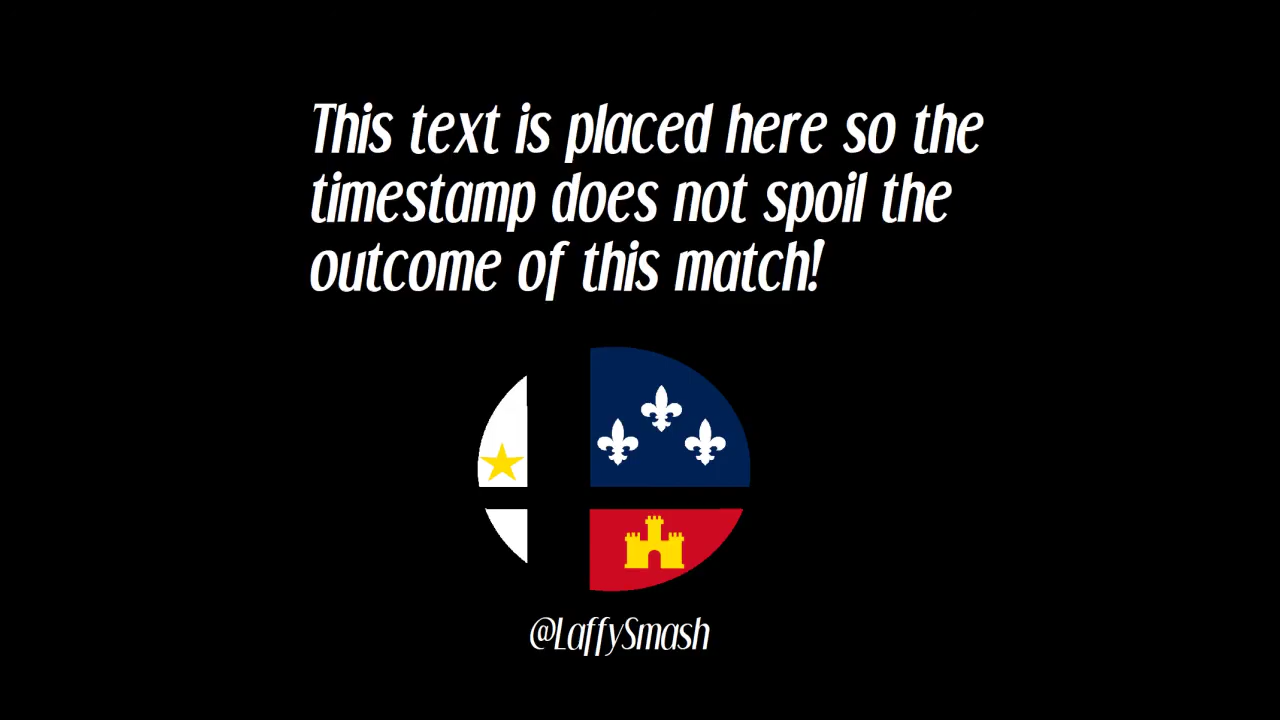 This text is placed here so the
timestamp does not spoil the
outcome of this match!
@LaffySmash